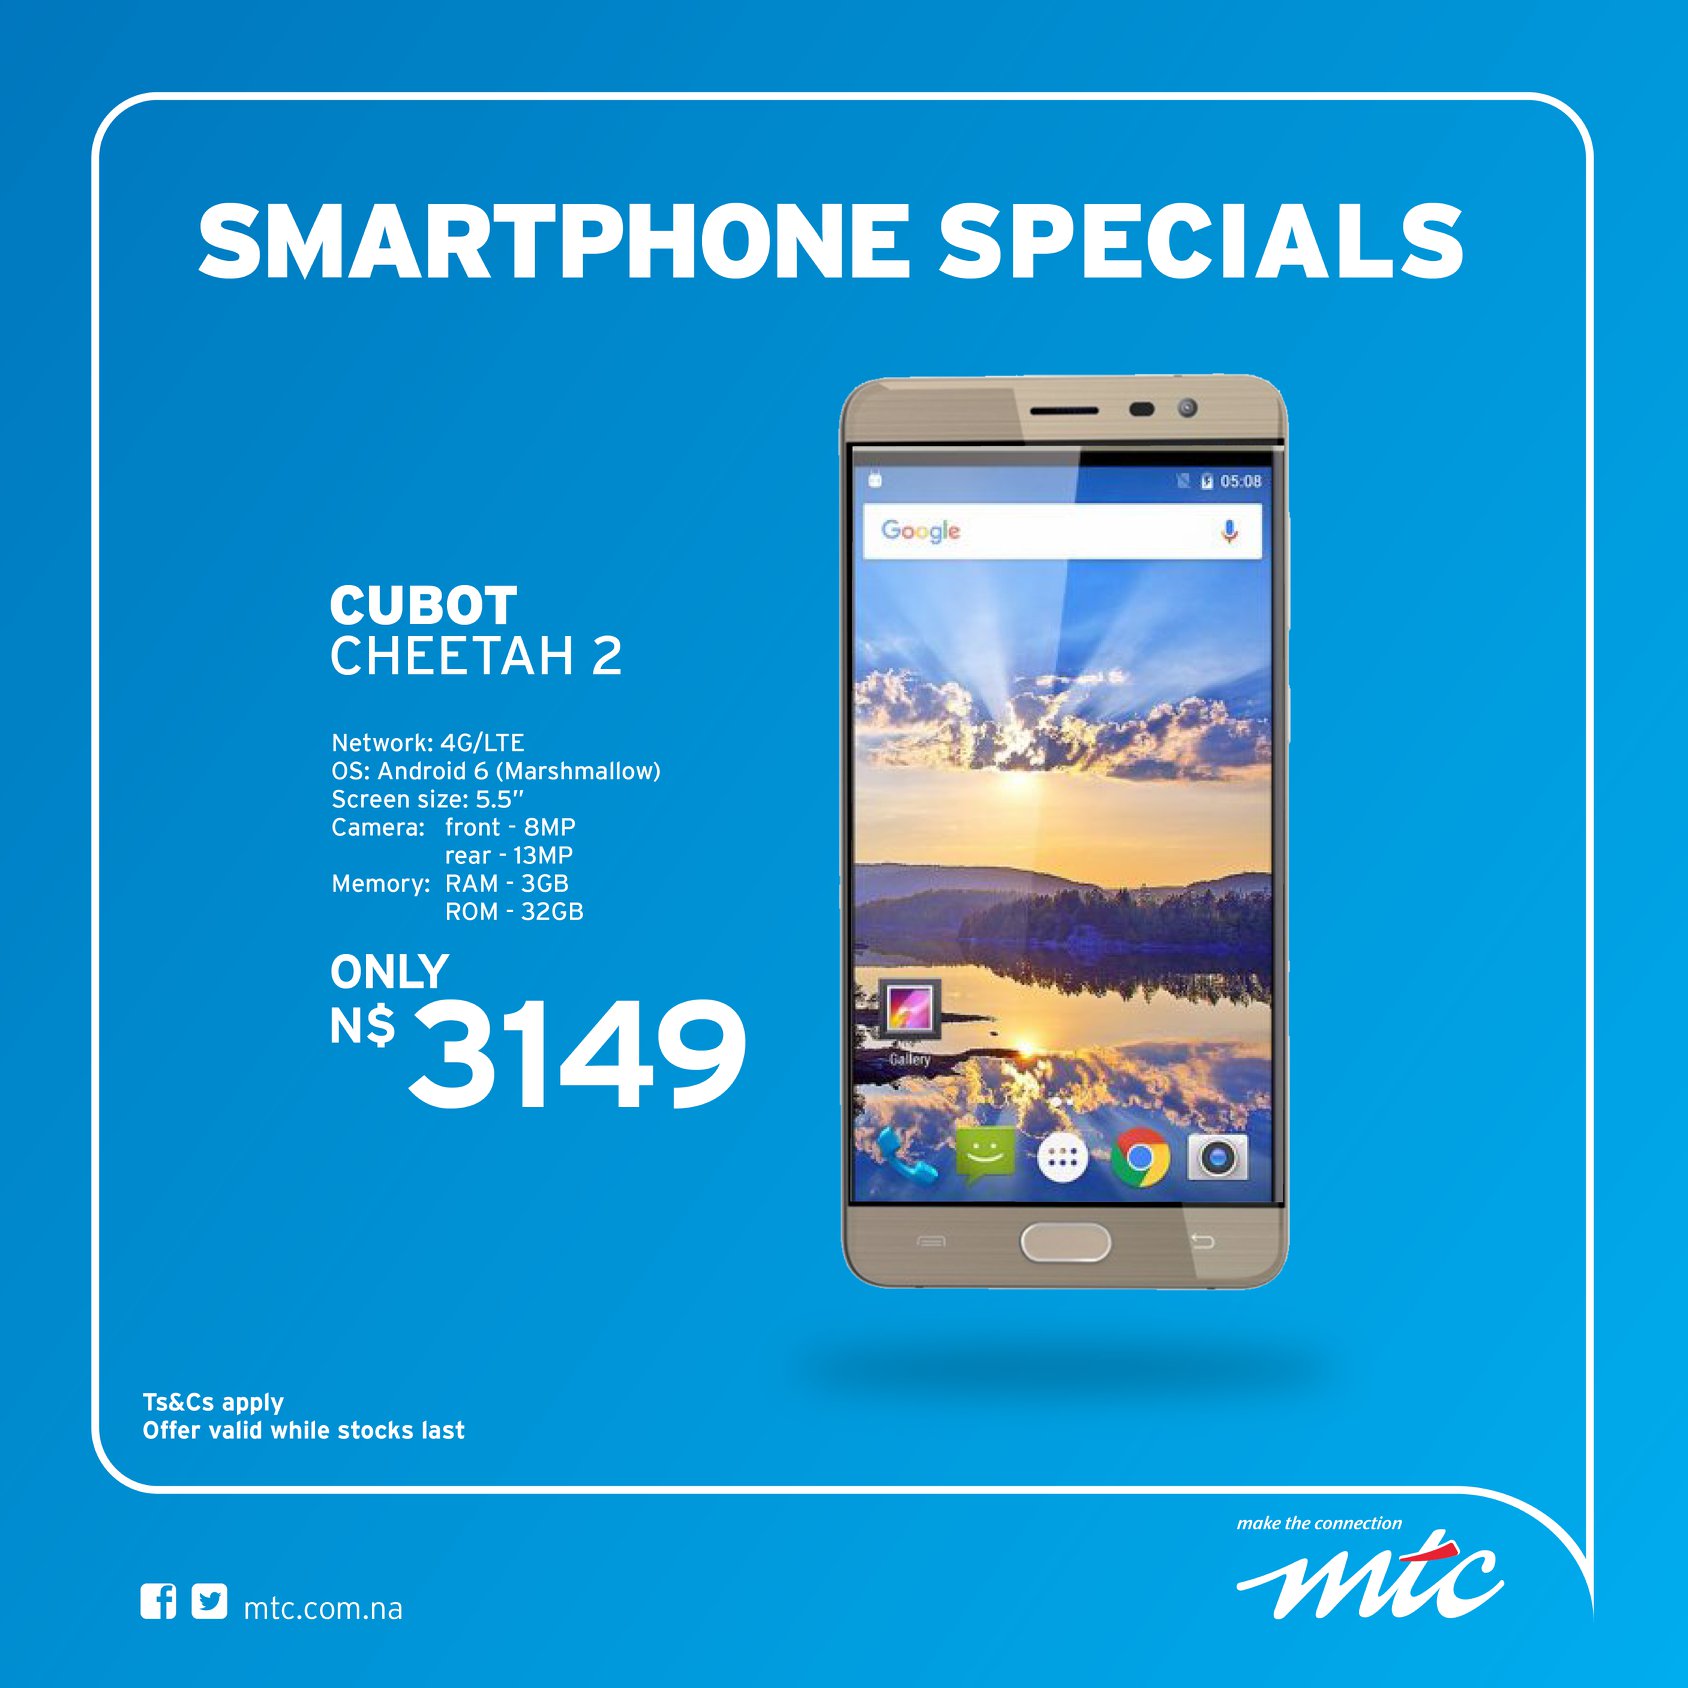 SMARTPHONE SPECIALS
05:08
Google
CUBOT
CHEETAH 2
Network: 4G/LTE
OS: Android 6 (Marshmallow)
Screen size: 5.5"
Camera: front - 8MP
rear - 13MP
Memory: RAM - 3GB
ROM - 32GB
ONLY
N$ 3149
Gallery
Ts&Cs apply
Offer valid while stocks last
make the connection
mtc
mtc.com.na